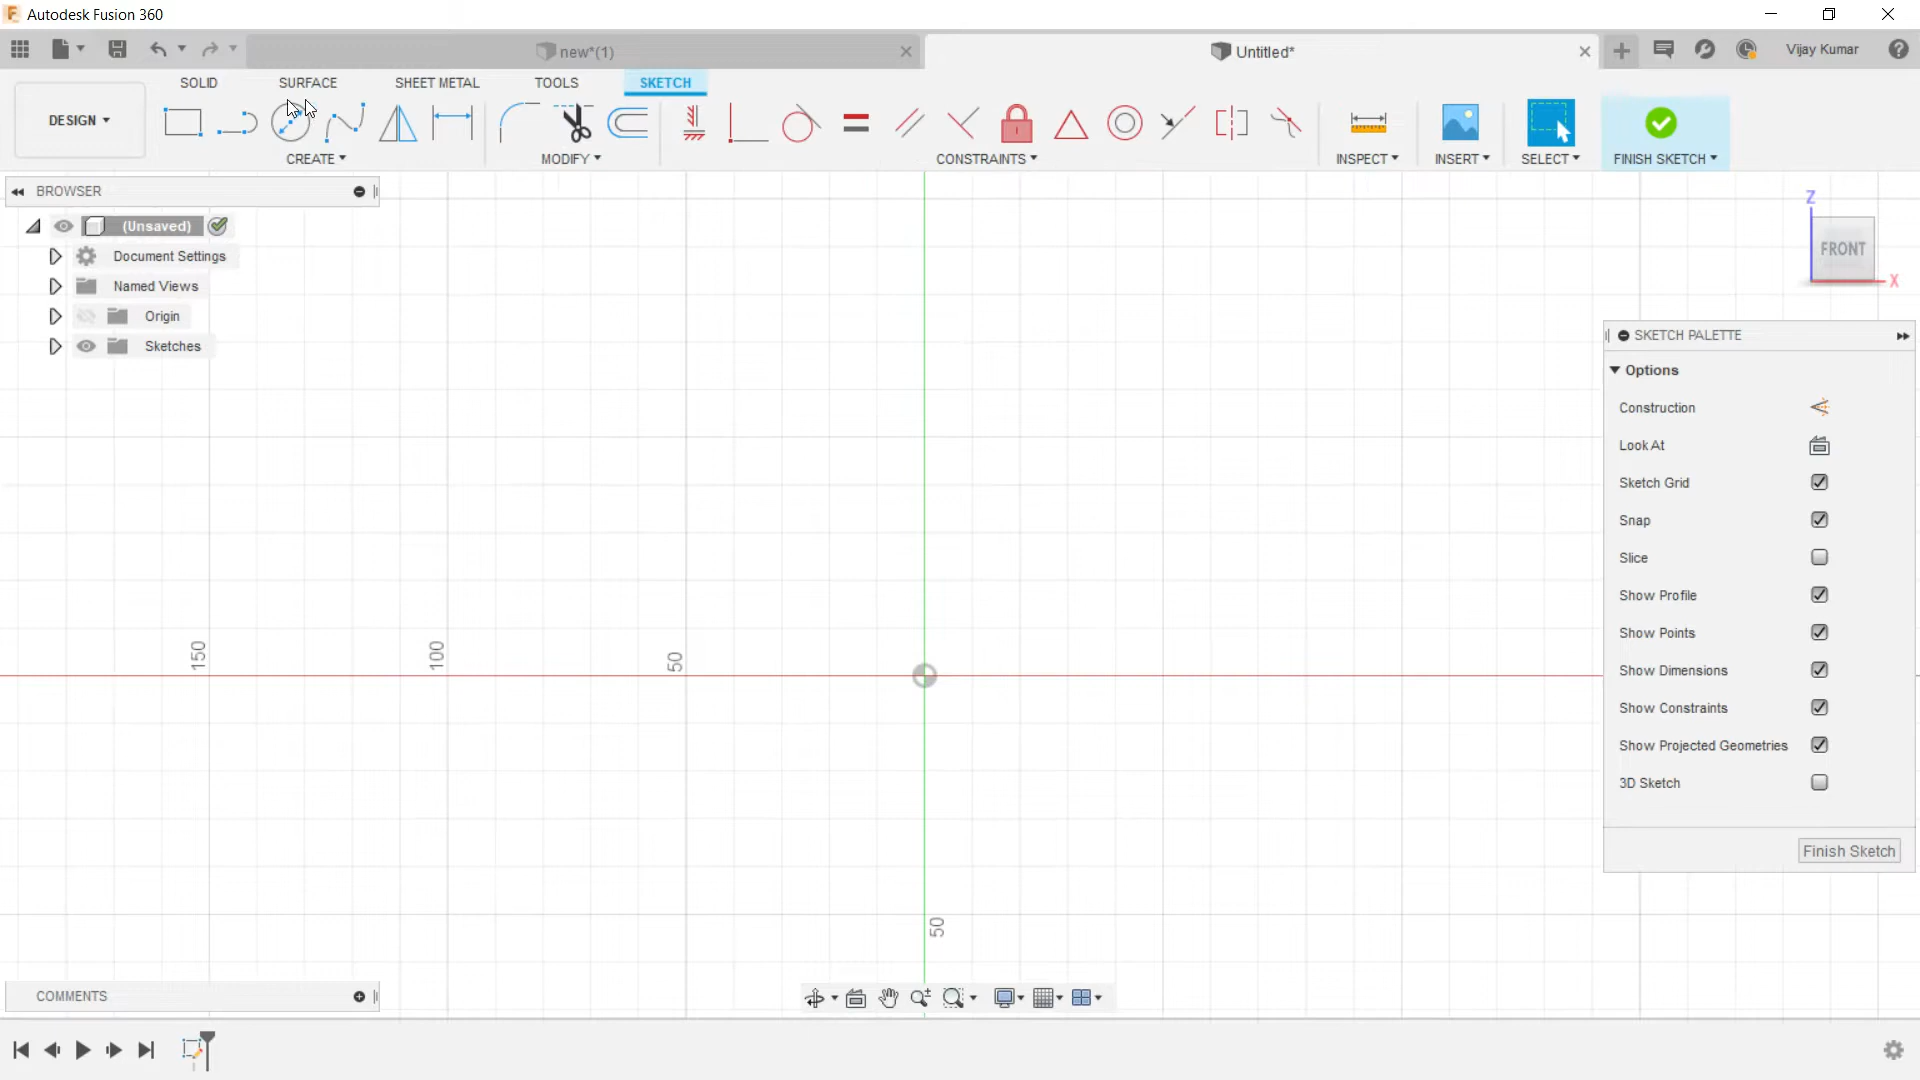 Autodesk Fusion 360
new*(1)
Untitled*
Vijay Kumar
SOLID
SURFACE
SHEET METAL
TOOLS
SKETCH
DESIGN
CREATE
MODIFY
CONSTRAINTS
INSPECT
INSERT
SELECT
FINISH SKETCH
BROWSER
(Unsaved)
Document Settings
Named Views
Origin
Sketches
Z
FRONT
X
SKETCH PALETTE
Options
Construction
Look At
Sketch Grid
Snap
Slice
Show Profile
Show Points
Show Dimensions
Show Constraints
Show Projected Geometries
3D Sketch
Finish Sketch
150
100
50
50
COMMENTS